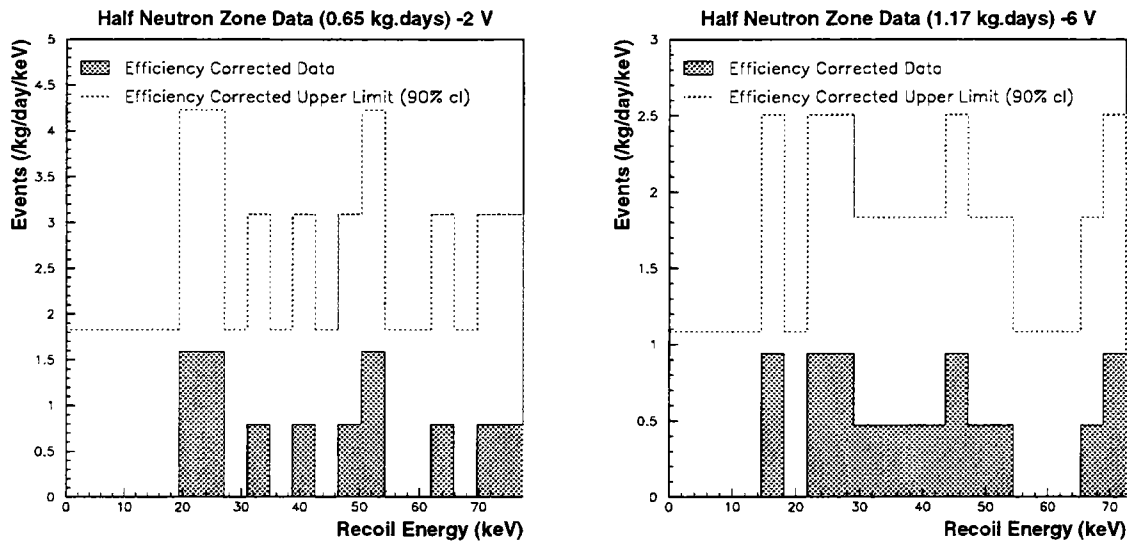 Half Neutron Zone Data (0.65 kg.days) -2 V
Events (/kg/day/keV)
5
4.5
4
3.5
3
2.5
2
1.5
1
0.5
0
Efficiency Corrected Data
Efficiency Corrected Upper Limit (90% cl)
0 10 20 30 40 50 60 70
Recoil Energy (keV)
Half Neutron Zone Data (1.17 kg.days) -6 V
Events (/kg/day/keV)
3
2.5
2
1.5
1
0.5
0
Efficiency Corrected Data
Efficiency Corrected Upper Limit (90% cl)
0 10 20 30 40 50 60 70
Recoil Energy (keV)